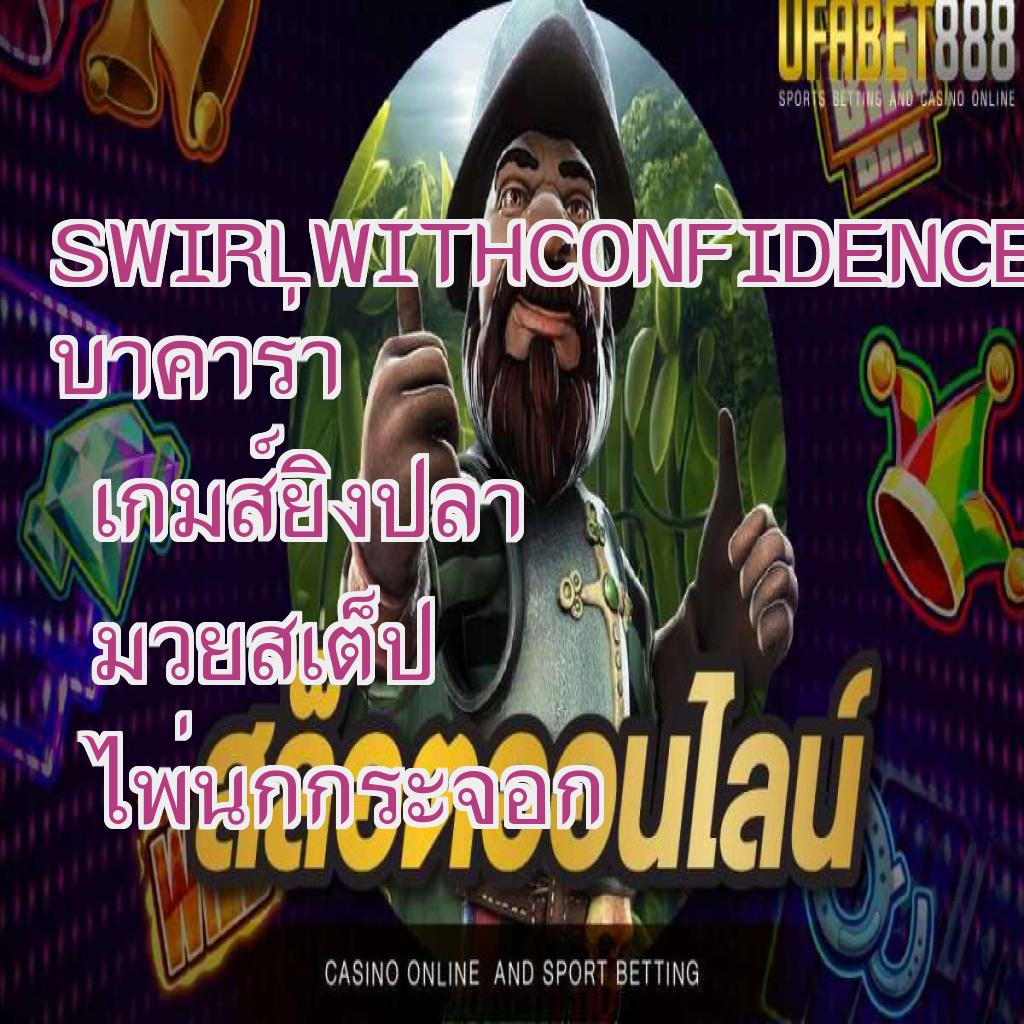 UFABET888
SPORTS BETTING AND CASINO ONLINE
BAR
SWIRLWITHCONFIDENCE
บาคาร่า
เกมส์ยิงปลา
มวยสเต็ป
ไพ่นกกระจอก
สล๊อตออนไลน์
CASINO ONLINE AND SPORT BETTING